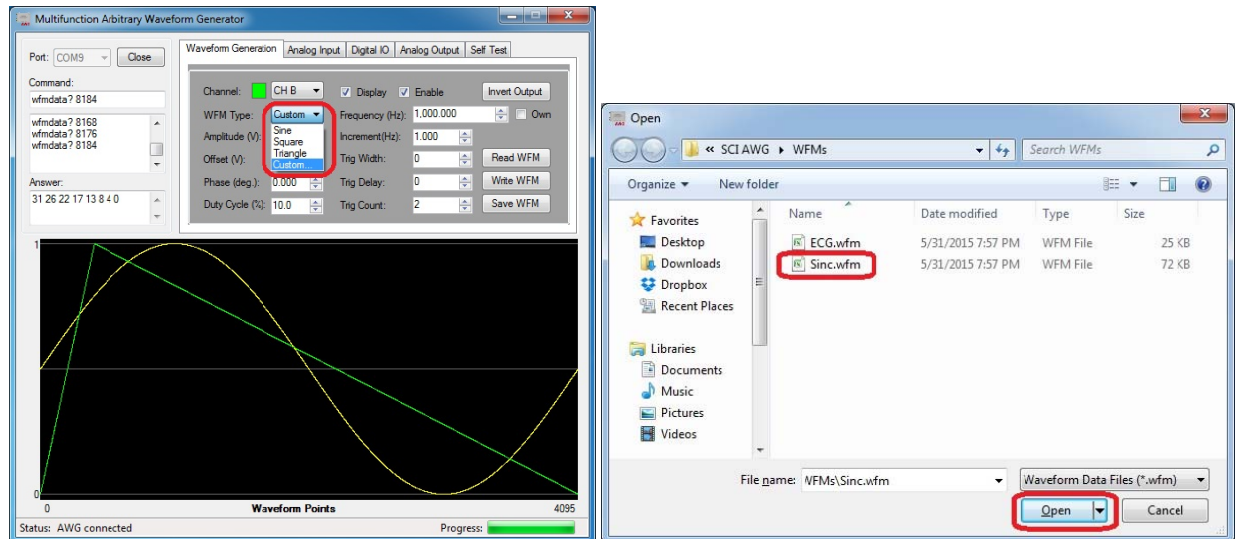 Multifunction Arbitrary Waveform Generator
Port: COM9 Close
Command:
wfmdata? 8184
wfmdata? 8168
wfmdata? 8176
wfmdata? 8184
Answer:
31 26 22 17 13 8 4 0
Waveform Generaion Analog Input Digital IO Analog Output Self Test
Channel: CH B Display Enable Invert Output
WFM Type: Custom Frequency (Hz): 1,000.000 Own
Sine
Square
Triangle
Custom...
Amplitude (V): Increment(Hz): 1.000
Offset (V): Trig Width: 0 Read WFM
Phase (deg.): 0.000 Trig Delay: 0 Write WFM
Duty Cycle (%): 10.0 Trig Count: 2 Save WFM
1
0
0 Waveform Points 4095
Status: AWG connected Progress:
Open
« SCI AWG WFMs Search WFMs
Organize New folder
Name Date modified Type Size
ECG.wfm 5/31/2015 7:57 PM WFM File 25 KB
Sinc.wfm 5/31/2015 7:57 PM WFM File 72 KB
Favorites
Desktop
Downloads
Dropbox
Recent Places
Libraries
Documents
Music
Pictures
Videos
File name: WFMs\Sinc.wfm Waveform Data Files (*.wfm)
Open Cancel